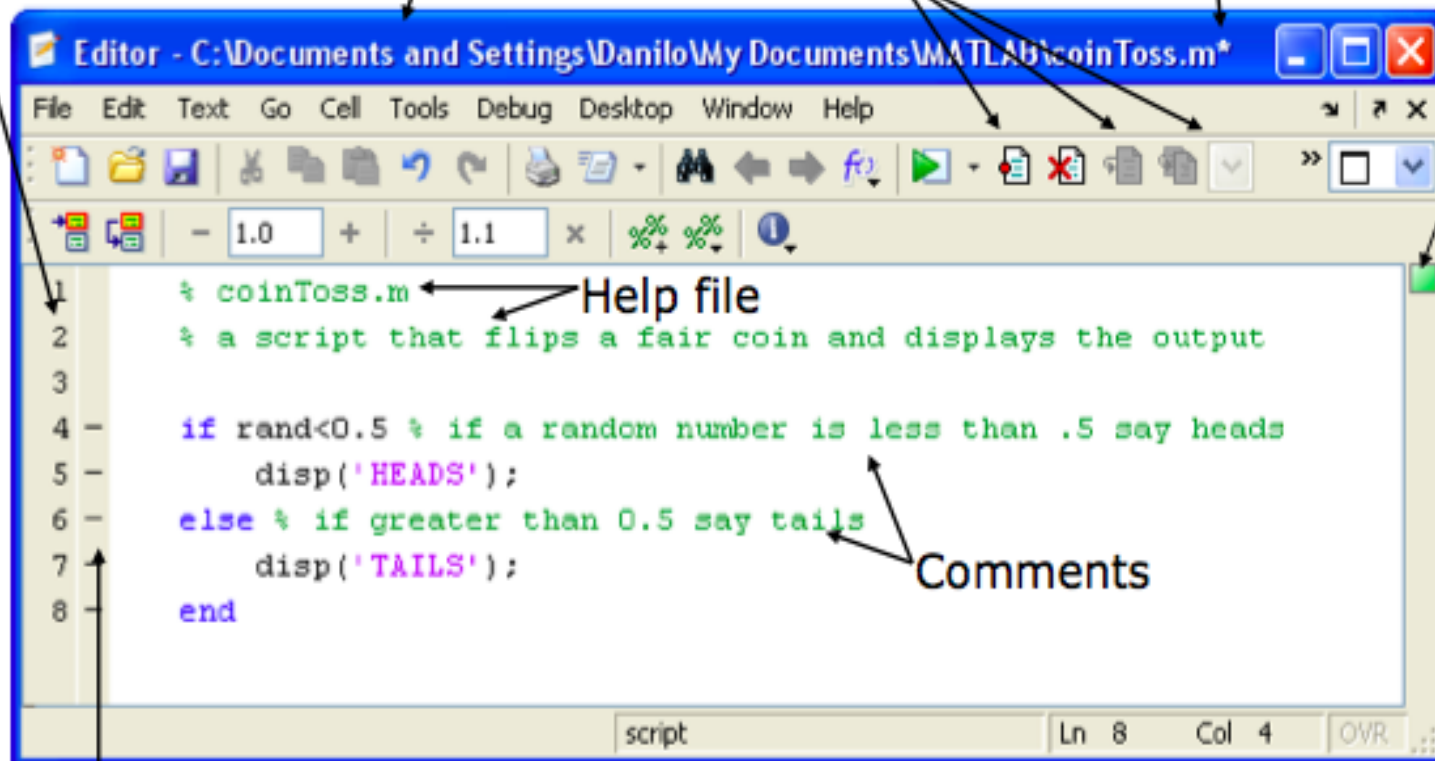 Editor - C:\Documents and Settings\Danilo\My Documents\MATLAB\coinToss.m*
File Edit Text Go Cell Tools Debug Desktop Window Help
- 1.0 + ÷ 1.1 ×
1 % coinToss.m
Help file
2 % a script that flips a fair coin and displays the output
3
4 - if rand<0.5 % if a random number is less than .5 say heads
5 - disp('HEADS');
6 - else % if greater than 0.5 say tails
7 - disp('TAILS');
Comments
8 - end
script Ln 8 Col 4 OVR